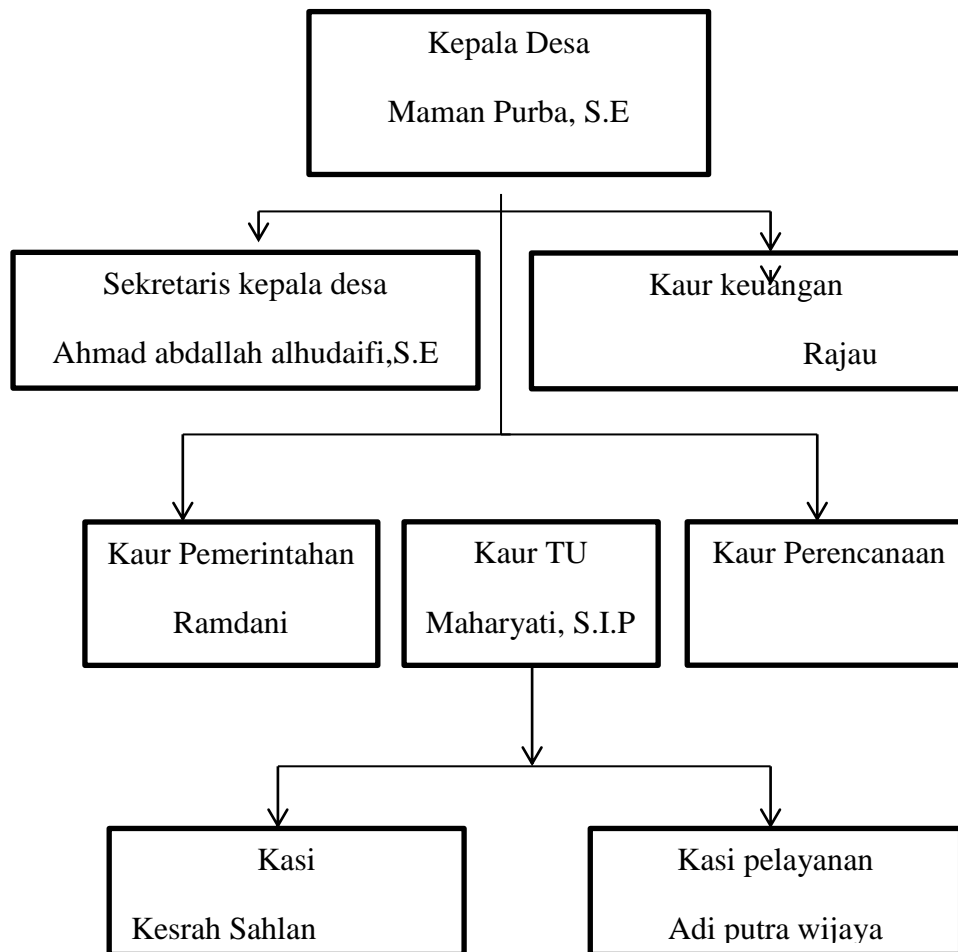 Kepala Desa
Maman Purba, S.E
Sekretaris kepala desa
Ahmad abdallah alhudaifi,S.E
Kaur keuangan
Rajau
Kaur Pemerintahan
Ramdani
Kaur TU
Maharyati, S.I.P
Kaur Perencanaan
Kasi
Kesrah Sahlan
Kasi pelayanan
Adi putra wijaya